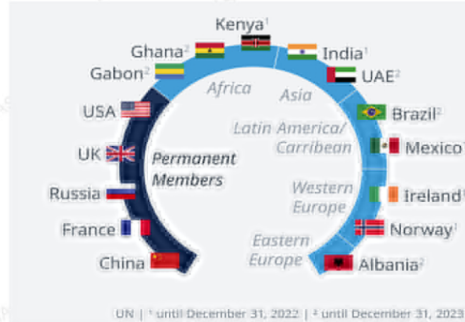 Kenya¹
Ghana²
India¹
Gabon²
UAE²
Africa
Asia
USA
Brazil²
Latin America/
Carribean
Mexico¹
UK
Permanent
Members
Western
Europe
Russia
Ireland¹
France
Norway¹
Eastern
Europe
China
Albania²
UN | ¹ until December 31, 2022 | ² until December 31, 2023